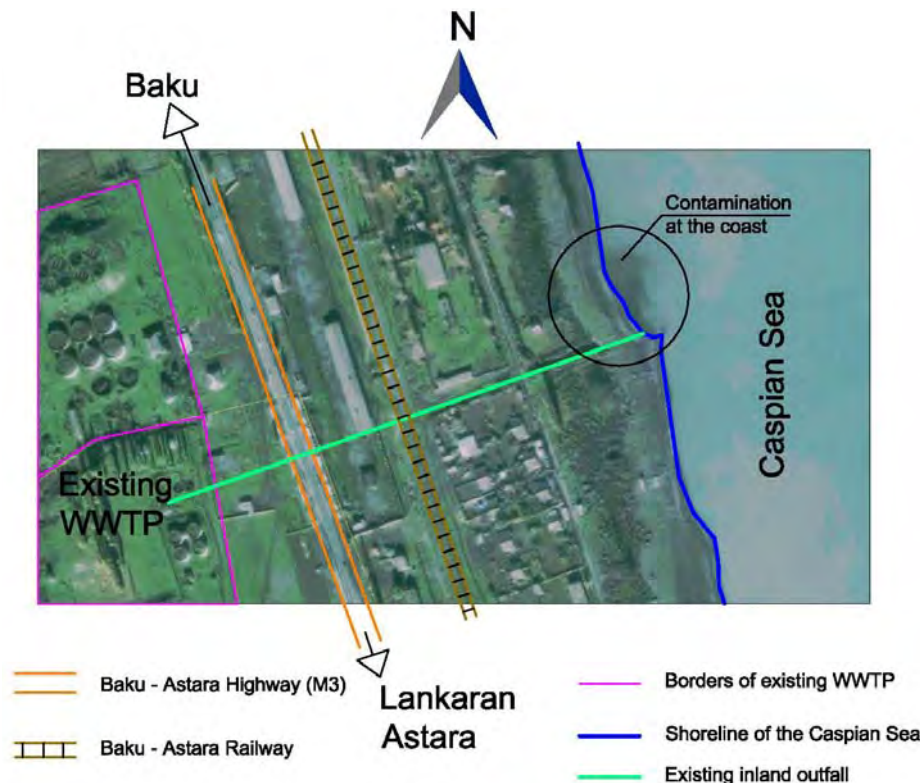 N
Baku
Contamination
at the coast
Caspian Sea
Existing
WWTP
Lankaran
Astara
Baku - Astara Highway (M3)
Baku - Astara Railway
Borders of existing WWTP
Shoreline of the Caspian Sea
Existing inland outfall